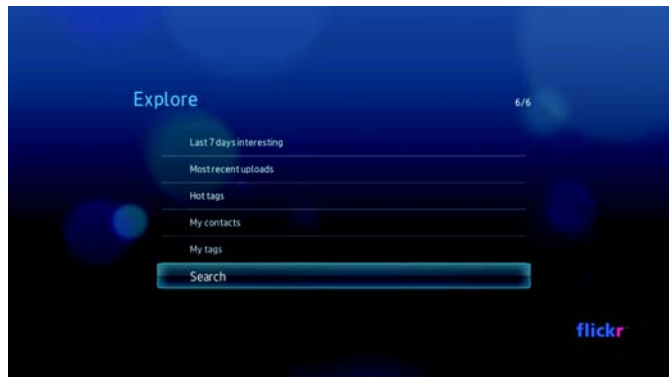 Explore
6/6
Last 7 days interesting
Most recent uploads
Hot tags
My contacts
My tags
Search
flickr